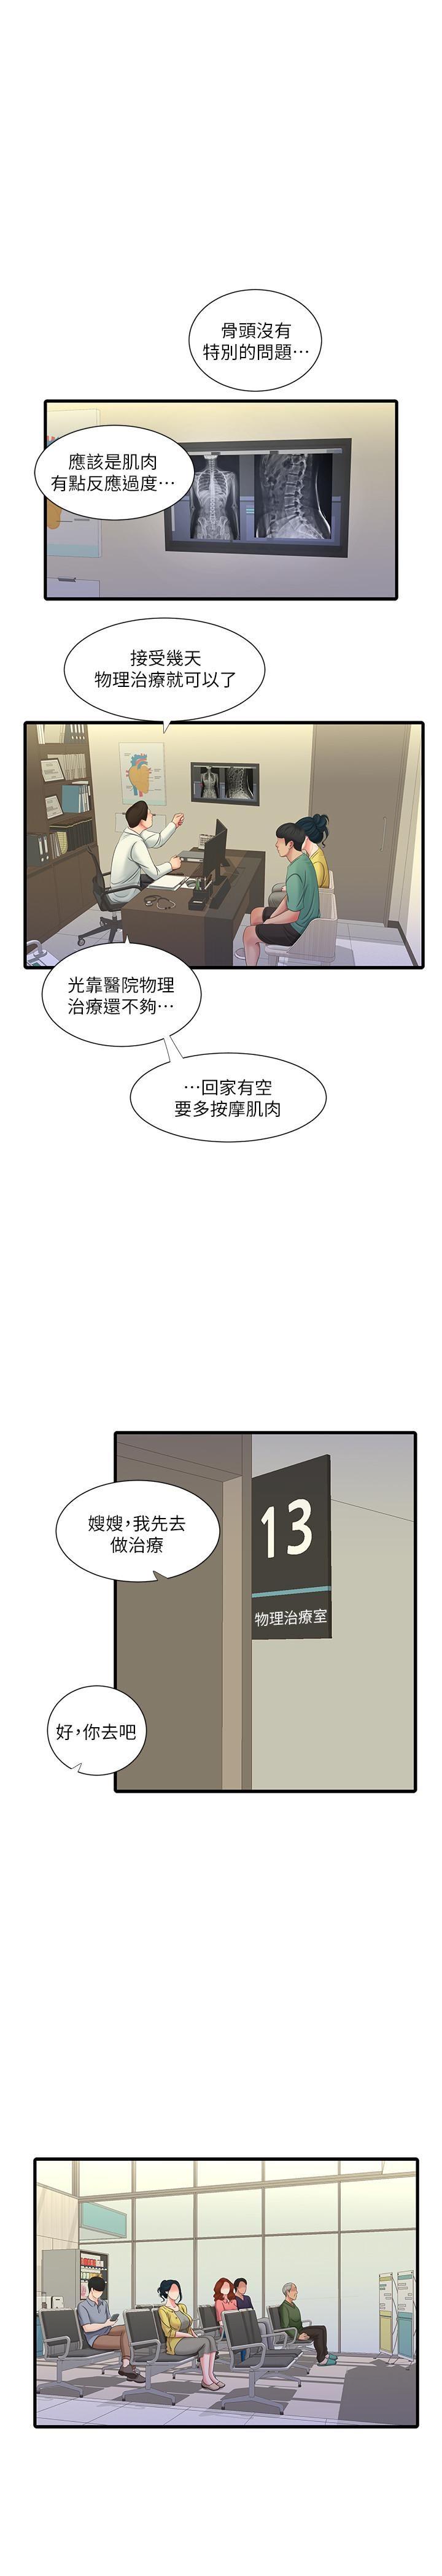 骨頭沒有
特別的問題…
應該是肌肉
有點反應過度…
接受幾天
物理治療就可以了
光靠醫院物理
治療還不夠…
…回家有空
要多按摩肌肉
嫂嫂，我先去
做治療
13
物理治療室
好，你去吧